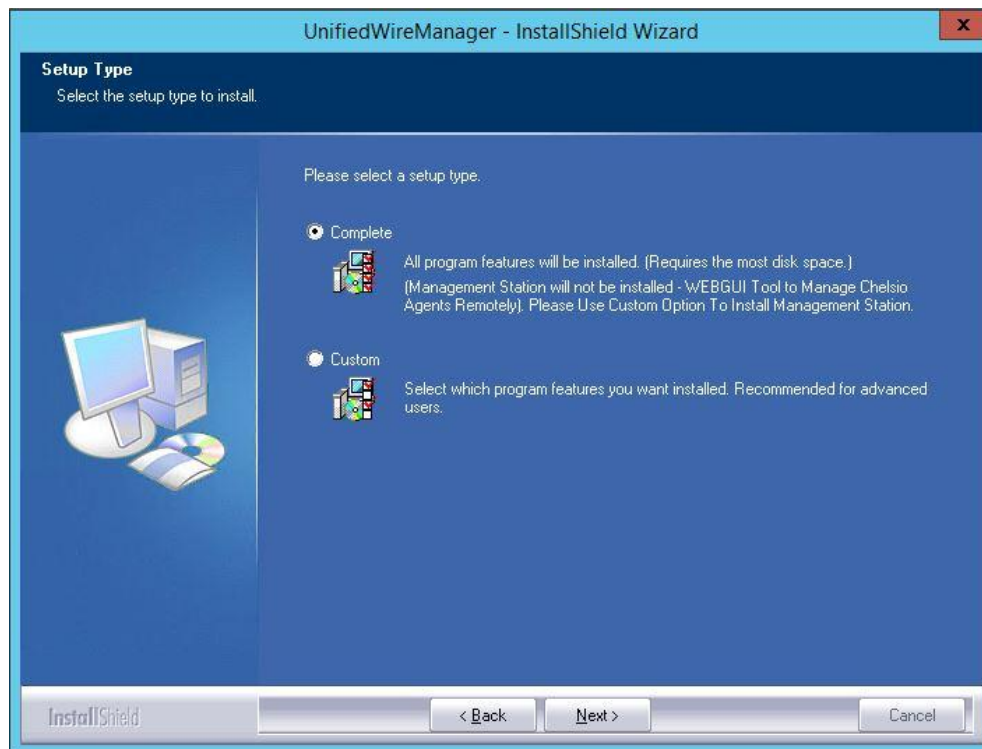 UnifiedWireManager - InstallShield Wizard
X
Setup Type
Select the setup type to install.
Please select a setup type.
Complete
All program features will be installed. (Requires the most disk space.)
(Management Station will not be installed - WEBGUI Tool to Manage Chelsio
Agents Remotely). Please Use Custom Option To Install Management Station.
Custom
Select which program features you want installed. Recommended for advanced
users.
InstallShield
< Back
Next >
Cancel